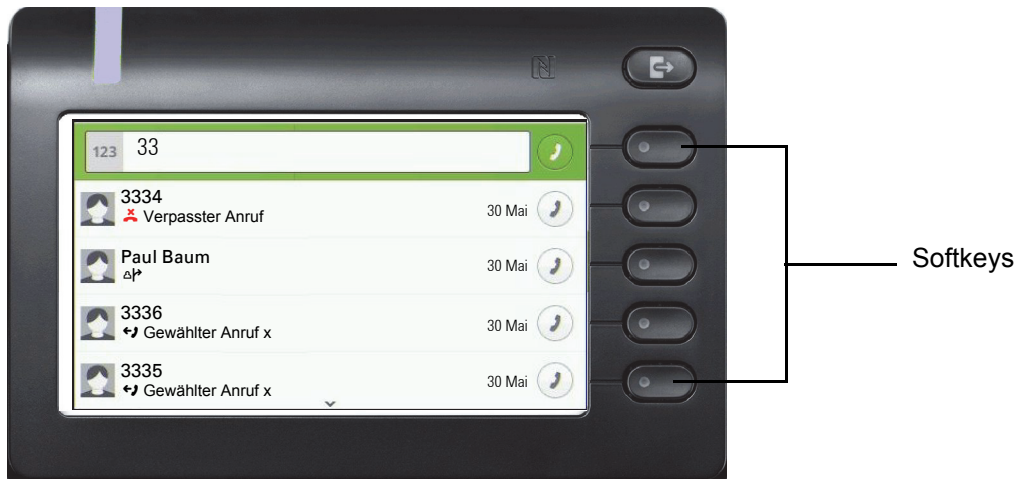 123 33
3334
Verpasster Anruf
30 Mai
Paul Baum
30 Mai
3336
Gewählter Anruf x
30 Mai
3335
Gewählter Anruf x
30 Mai
Softkeys